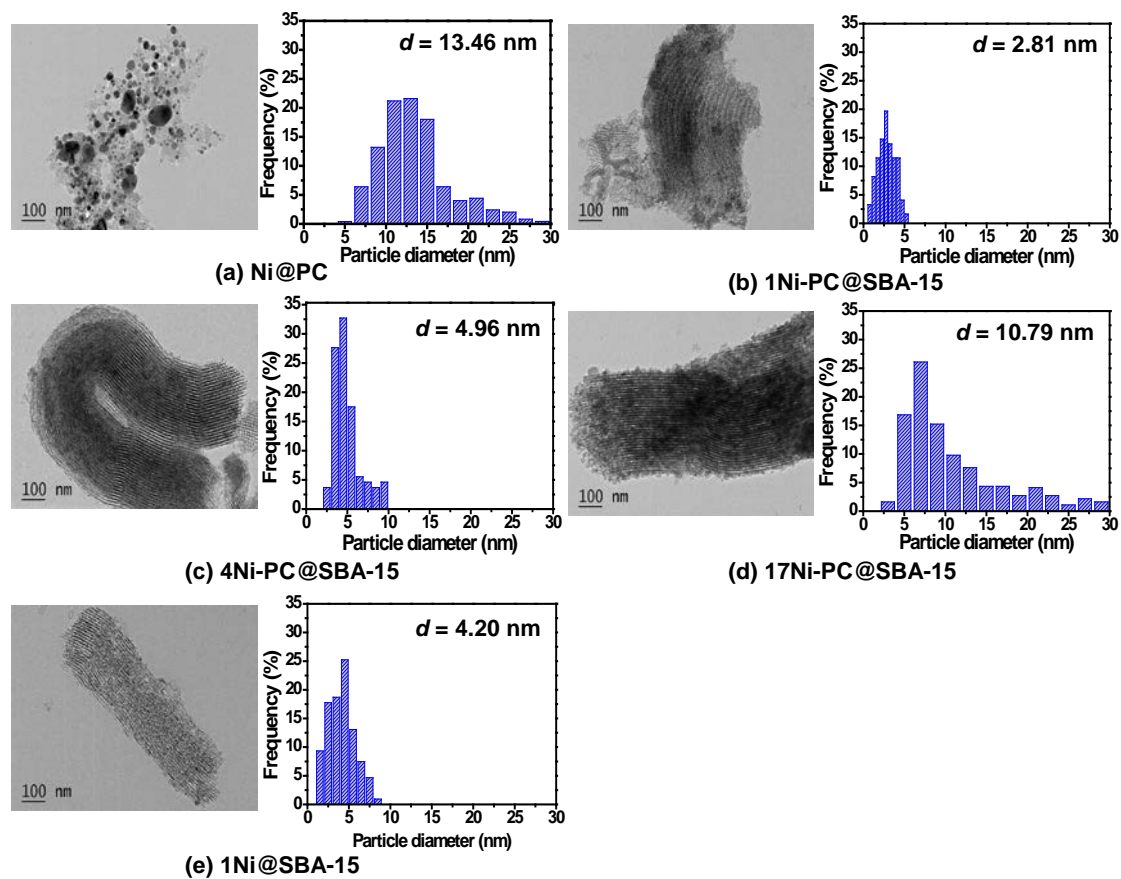 35
30
25
20
15
10
5
0
Frequency (%)
d = 13.46 nm
0 5 10 15 20 25 30
Particle diameter (nm)
100 nm
(a) Ni@PC
35
30
25
20
15
10
5
0
Frequency (%)
d = 2.81 nm
0 5 10 15 20 25 30
Particle diameter (nm)
100 nm
(b) 1Ni-PC@SBA-15
35
30
25
20
15
10
5
0
Frequency (%)
d = 4.96 nm
0 5 10 15 20 25 30
Particle diameter (nm)
100 nm
(c) 4Ni-PC@SBA-15
35
30
25
20
15
10
5
0
Frequency (%)
d = 10.79 nm
0 5 10 15 20 25 30
Particle diameter (nm)
100 nm
(d) 17Ni-PC@SBA-15
35
30
25
20
15
10
5
0
Frequency (%)
d = 4.20 nm
0 5 10 15 20 25 30
Particle diameter (nm)
100 nm
(e) 1Ni@SBA-15